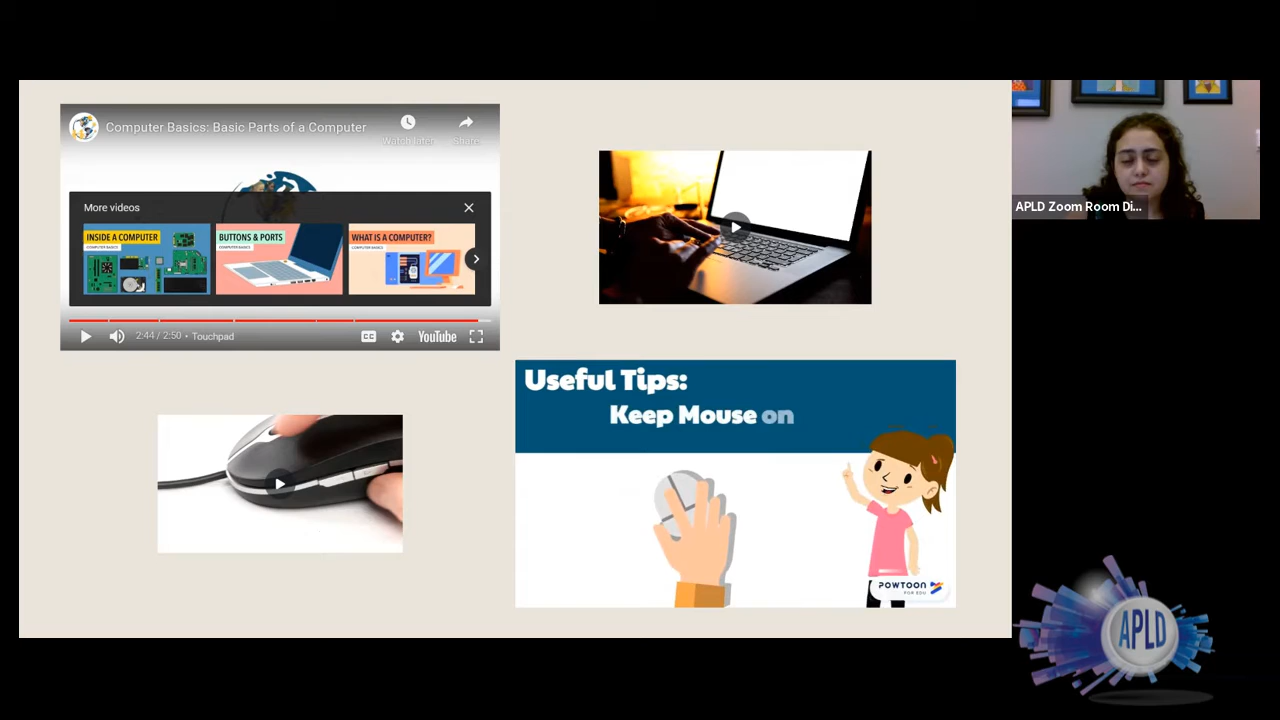 Computer Basics: Basic Parts of a Computer
Watch later
Share
More videos
INSIDE A COMPUTER
COMPUTER BASICS
BUTTONS & PORTS
COMPUTER BASICS
WHAT IS A COMPUTER?
COMPUTER BASICS
2:44 / 2:50 • Touchpad
CC
YouTube
Useful Tips:
Keep Mouse on
POWTOON
FOR EDU
APLD Zoom Room Di...
APLD